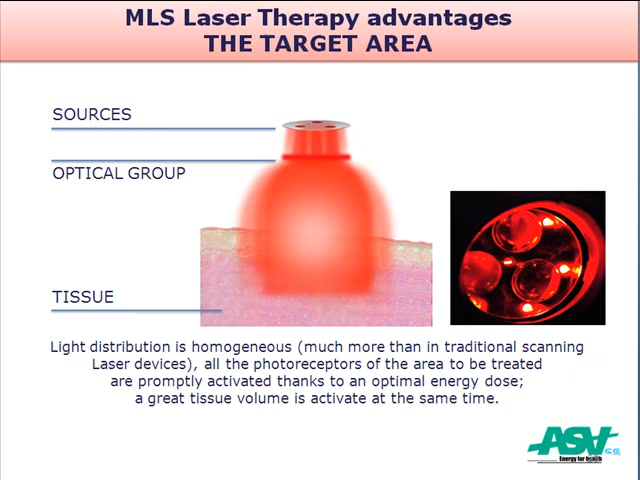 MLS Laser Therapy advantages
THE TARGET AREA
SOURCES
OPTICAL GROUP
TISSUE
Light distribution is homogeneous (much more than in traditional scanning
Laser devices), all the photoreceptors of the area to be treated
are promptly activated thanks to an optimal energy dose;
a great tissue volume is activate at the same time.
ASA
Energy for health